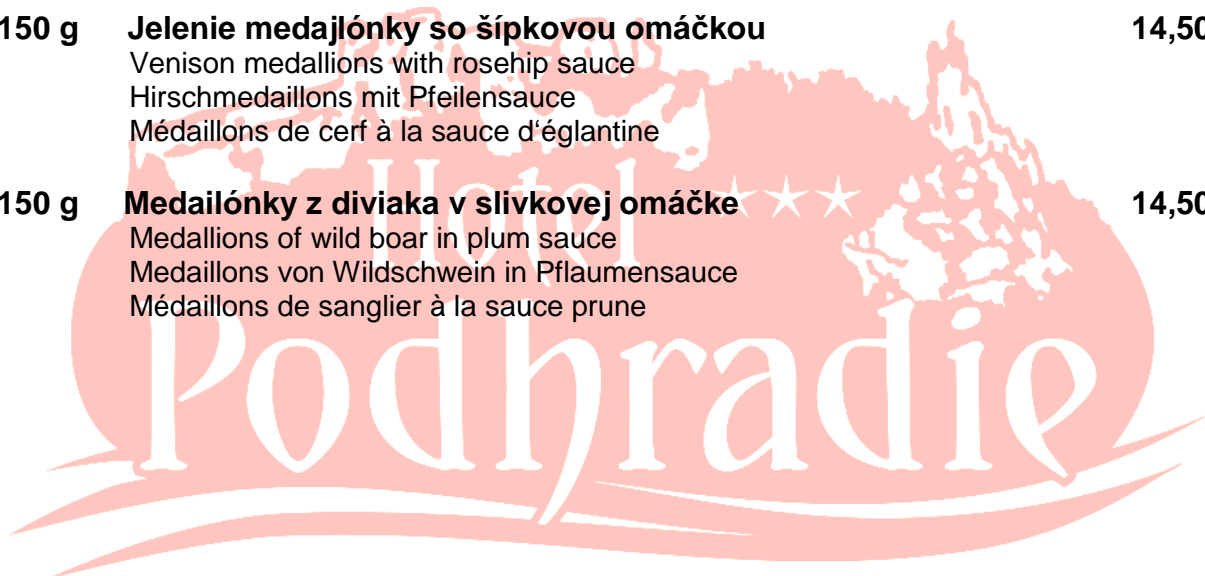 150 g Jelenie medajlónky so šípkovou omáčkou 14,50
Venison medallions with rosehip sauce
Hirschmedaillons mit Pfeilensauce
Médaillons de cerf à la sauce d‘églantine
Hotel ***
150 g Medailónky z diviaka v slivkovej omáčke 14,50
Medallions of wild boar in plum sauce
Medaillons von Wildschwein in Pflaumensauce
Médaillons de sanglier à la sauce prune
Podhradie